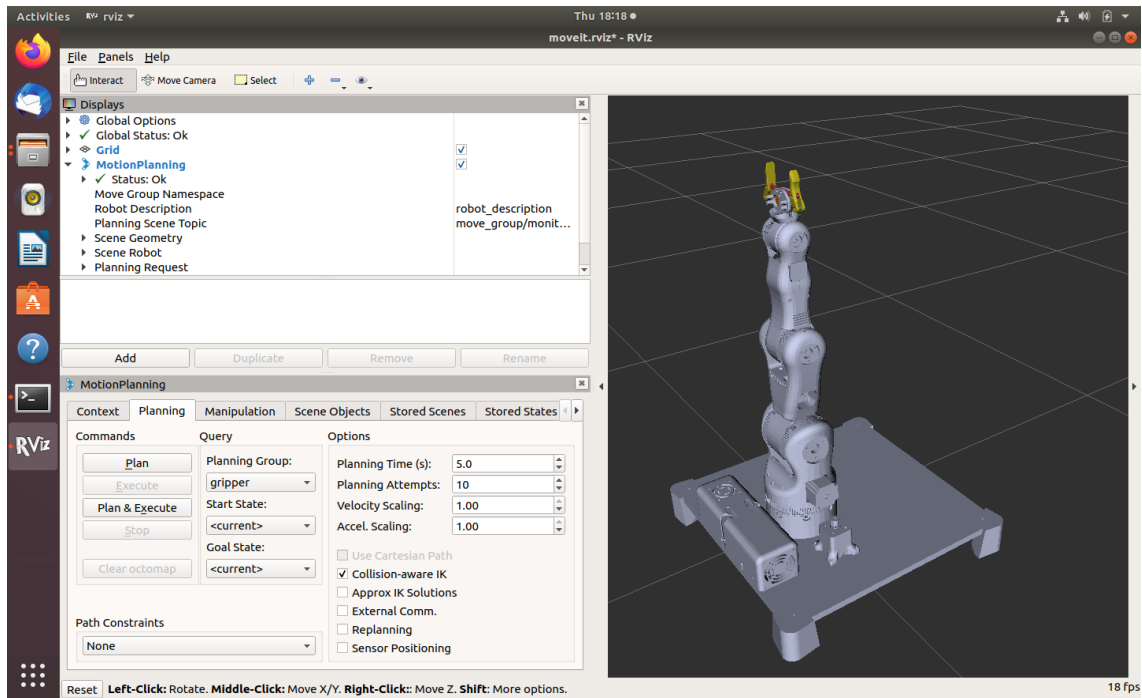 Activities RViz rviz Thu 18:18
moveit.rviz* - RViz
File Panels Help
Interact Move Camera Select
Displays
Global Options
Global Status: Ok
Grid
MotionPlanning
Status: Ok
Move Group Namespace
Robot Description robot_description
Planning Scene Topic move_group/monit...
Scene Geometry
Scene Robot
Planning Request
Add Duplicate Remove Rename
MotionPlanning
Context Planning Manipulation Scene Objects Stored Scenes Stored States
Commands Query Options
Plan Planning Group: Planning Time (s): 5.0
Execute gripper Planning Attempts: 10
Plan & Execute Start State: Velocity Scaling: 1.00
Stop <current> Accel. Scaling: 1.00
Goal State:
Use Cartesian Path
Clear octomap <current> Collision-aware IK
Approx IK Solutions
External Comm.
Path Constraints
Replanning
None Sensor Positioning
RViz
Reset Left-Click: Rotate. Middle-Click: Move X/Y. Right-Click:: Move Z. Shift: More options. 18 fps